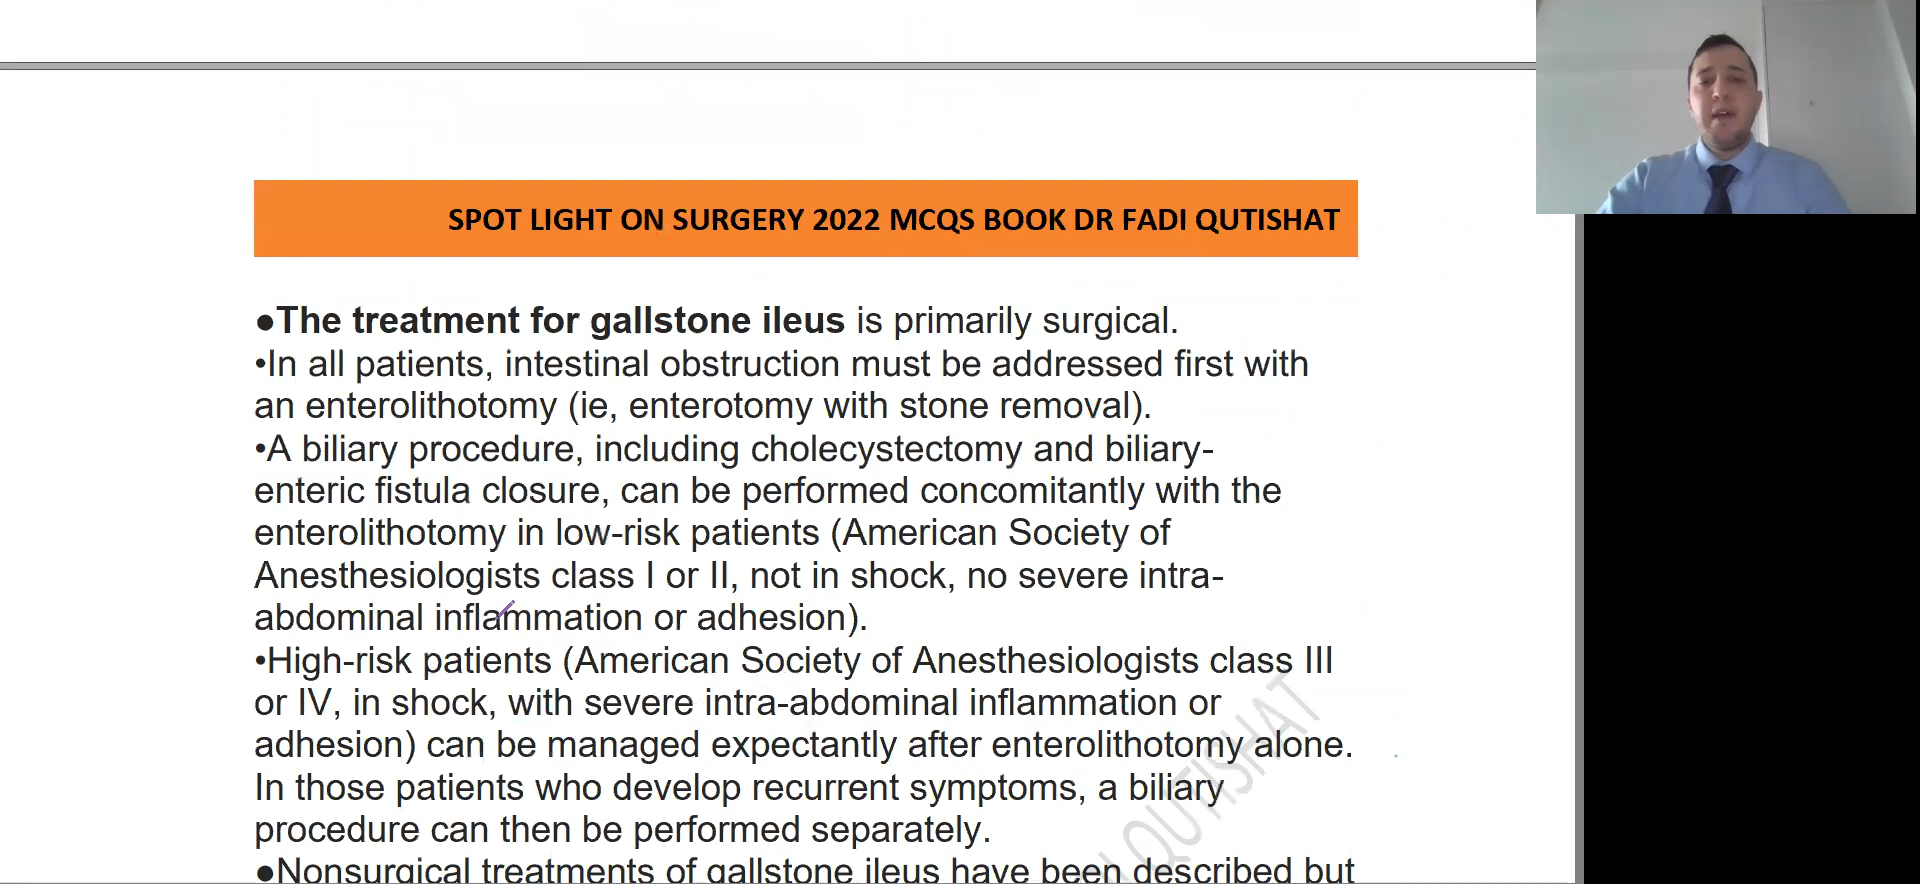 SPOT LIGHT ON SURGERY 2022 MCQS BOOK DR FADI QUTISHAT
●The treatment for gallstone ileus is primarily surgical.
•In all patients, intestinal obstruction must be addressed first with
an enterolithotomy (ie, enterotomy with stone removal).
•A biliary procedure, including cholecystectomy and biliary-
enteric fistula closure, can be performed concomitantly with the
enterolithotomy in low-risk patients (American Society of
Anesthesiologists class I or II, not in shock, no severe intra-
abdominal inflammation or adhesion).
•High-risk patients (American Society of Anesthesiologists class III
or IV, in shock, with severe intra-abdominal inflammation or
adhesion) can be managed expectantly after enterolithotomy alone.
In those patients who develop recurrent symptoms, a biliary
procedure can then be performed separately.
●Nonsurgical treatments of gallstone ileus have been described but
QUTISHAT